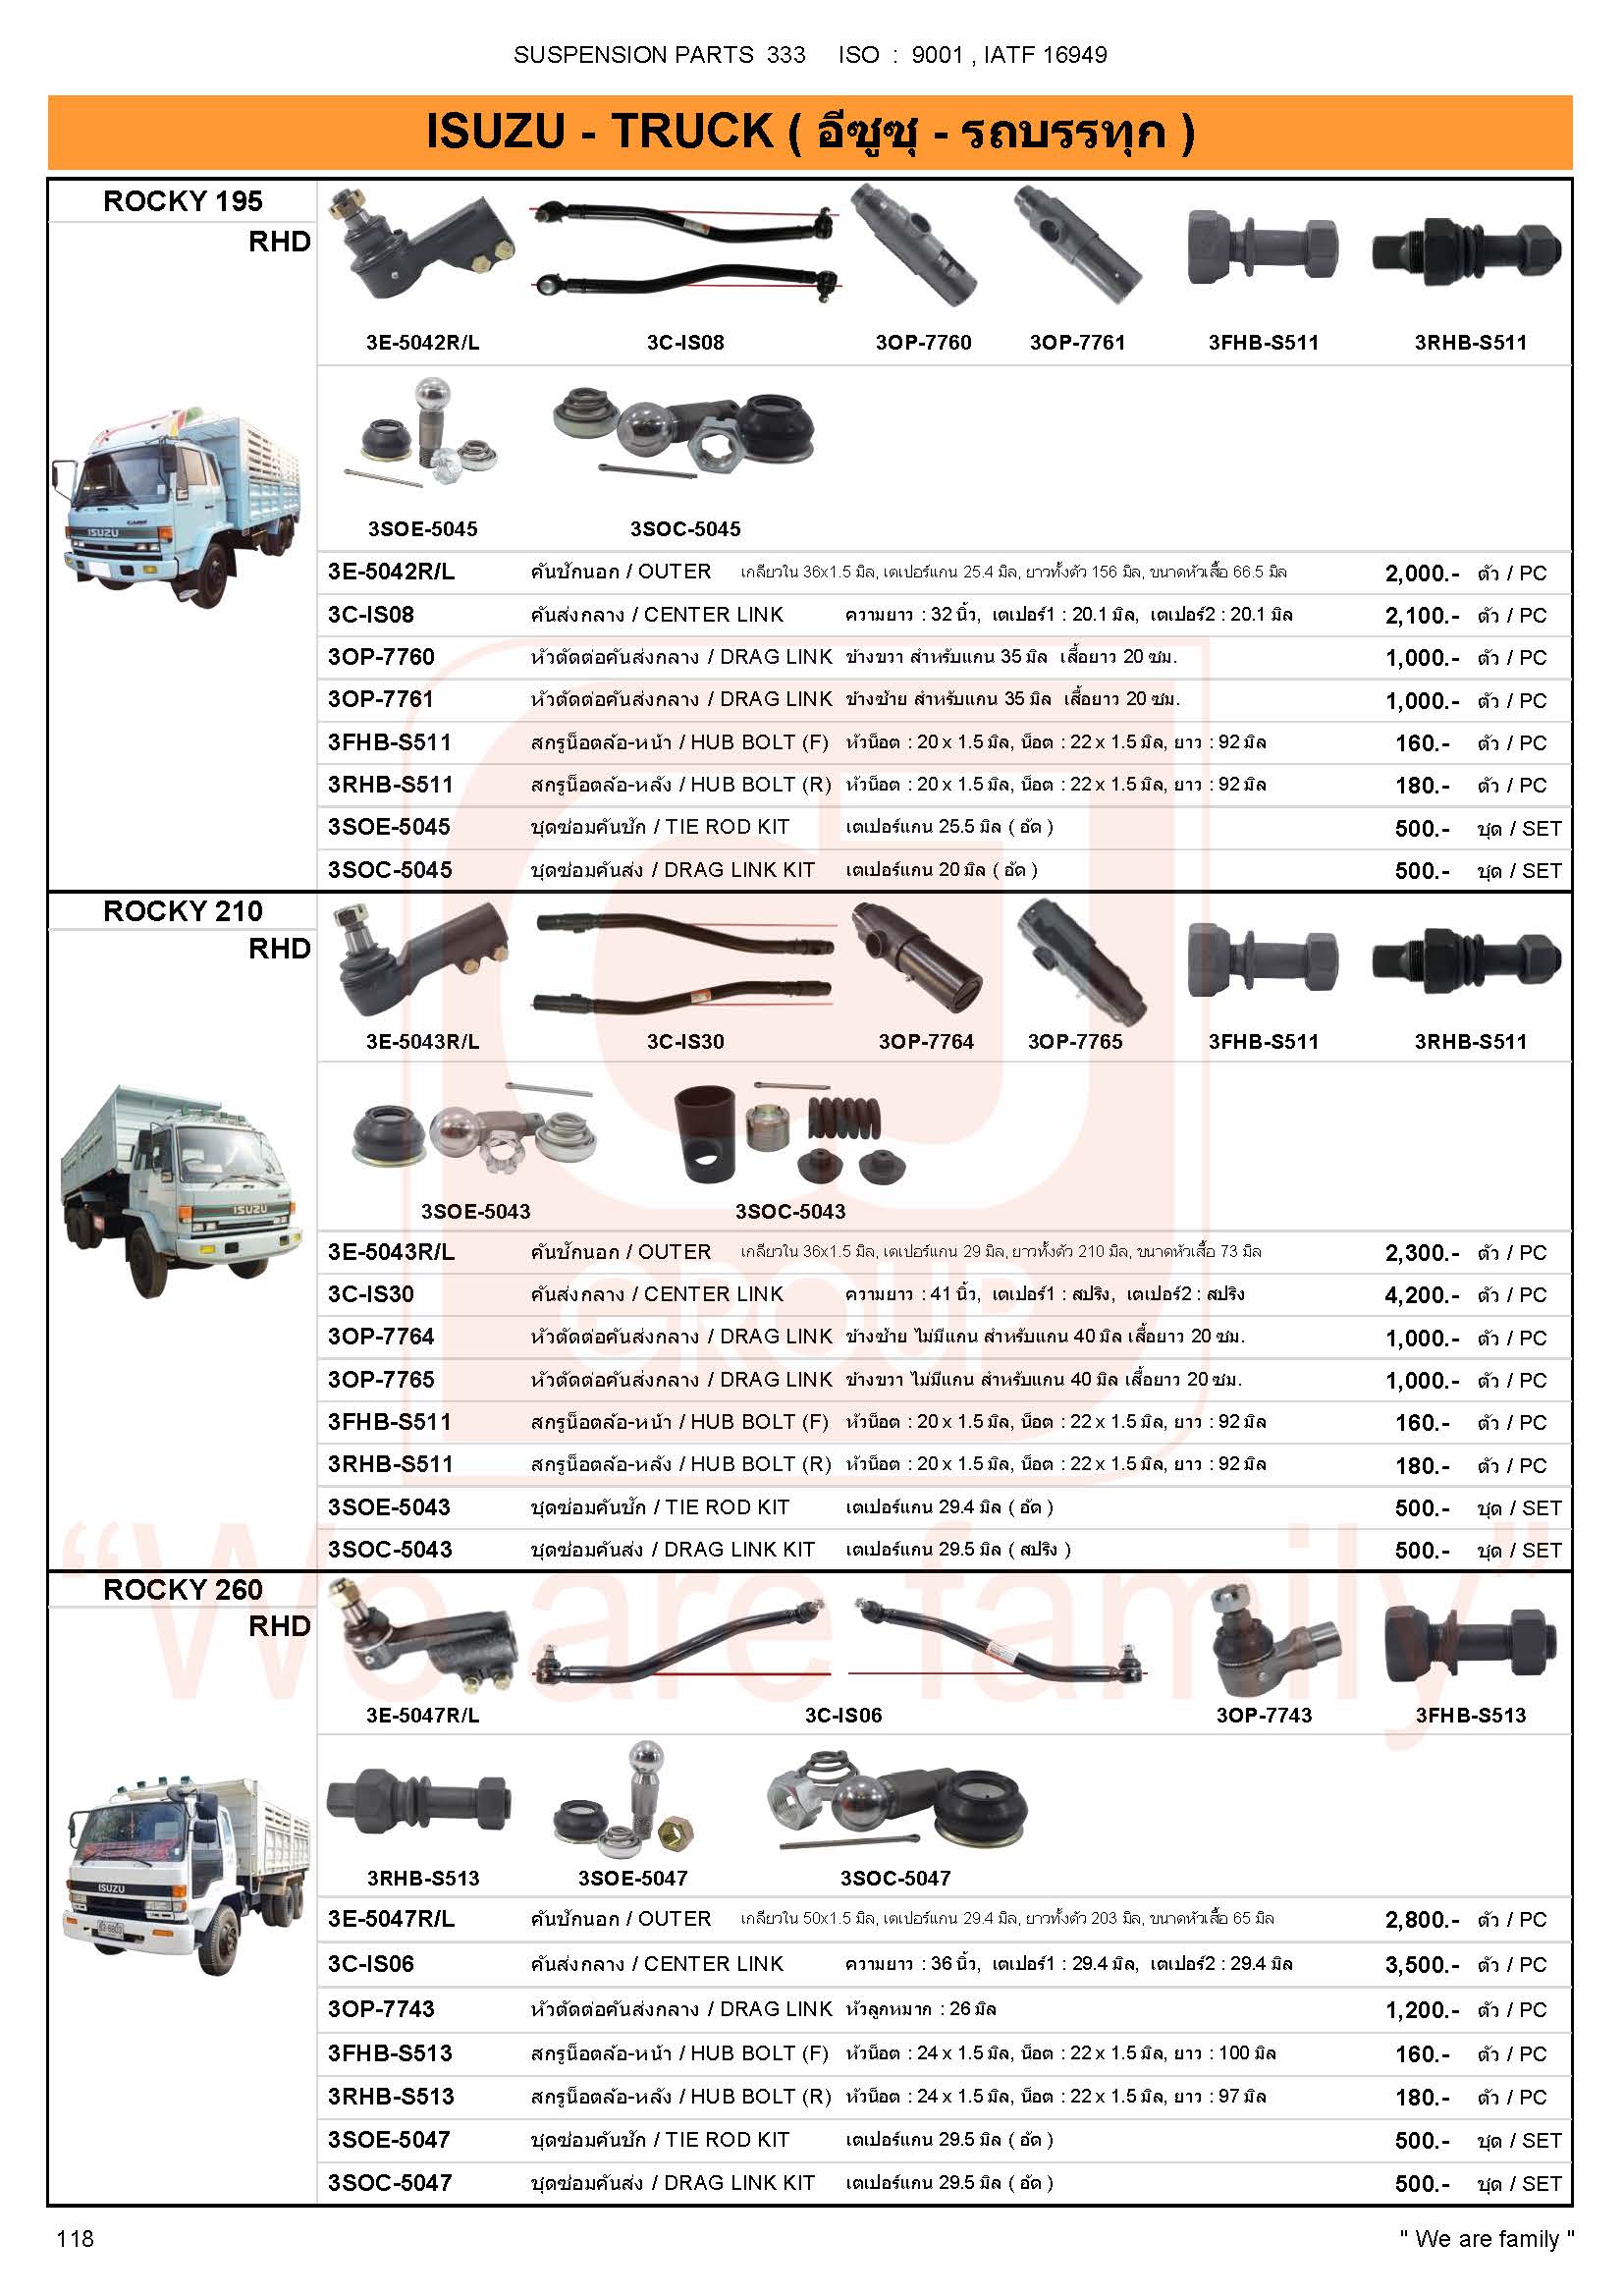 SUSPENSION PARTS 333 ISO : 9001 , IATF 16949
ISUZU - TRUCK ( อีซูซุ - รถบรรทุก )
ROCKY 195
RHD
3E-5042R/L 3C-IS08 3OP-7760 3OP-7761 3FHB-S511 3RHB-S511
ISUZU
3SOE-5045 3SOC-5045
3E-5042R/L คันชักนอก / OUTER เกลียวใน 36x1.5 มิล, เตเปอร์แกน 25.4 มิล, ยาวทั้งตัว 156 มิล, ขนาดหัวเสื้อ 66.5 มิล 2,000.- ตัว / PC
3C-IS08 คันส่งกลาง / CENTER LINK ความยาว : 32 นิ้ว, เตเปอร์1 : 20.1 มิล, เตเปอร์2 : 20.1 มิล 2,100.- ตัว / PC
3OP-7760 หัวตัดต่อคันส่งกลาง / DRAG LINK ข้างขวา สำหรับแกน 35 มิล เสื้อยาว 20 ซม. 1,000.- ตัว / PC
3OP-7761 หัวตัดต่อคันส่งกลาง / DRAG LINK ข้างซ้าย สำหรับแกน 35 มิล เสื้อยาว 20 ซม. 1,000.- ตัว / PC
3FHB-S511 สกรูน็อตล้อ-หน้า / HUB BOLT (F) หัวน็อต : 20 x 1.5 มิล, น็อต : 22 x 1.5 มิล, ยาว : 92 มิล 160.- ตัว / PC
3RHB-S511 สกรูน็อตล้อ-หลัง / HUB BOLT (R) หัวน็อต : 20 x 1.5 มิล, น็อต : 22 x 1.5 มิล, ยาว : 92 มิล 180.- ตัว / PC
3SOE-5045 ชุดซ่อมคันชัก / TIE ROD KIT เตเปอร์แกน 25.5 มิล ( อัด ) 500.- ชุด / SET
3SOC-5045 ชุดซ่อมคันส่ง / DRAG LINK KIT เตเปอร์แกน 20 มิล ( อัด ) 500.- ชุด / SET
ROCKY 210
RHD
3E-5043R/L 3C-IS30 3OP-7764 3OP-7765 3FHB-S511 3RHB-S511
ISUZU
3SOE-5043 3SOC-5043
3E-5043R/L คันชักนอก / OUTER เกลียวใน 36x1.5 มิล, เตเปอร์แกน 29 มิล, ยาวทั้งตัว 210 มิล, ขนาดหัวเสื้อ 73 มิล 2,300.- ตัว / PC
3C-IS30 คันส่งกลาง / CENTER LINK ความยาว : 41 นิ้ว, เตเปอร์1 : สปริง, เตเปอร์2 : สปริง 4,200.- ตัว / PC
3OP-7764 หัวตัดต่อคันส่งกลาง / DRAG LINK ข้างซ้าย ไม่มีแกน สำหรับแกน 40 มิล เสื้อยาว 20 ซม. 1,000.- ตัว / PC
3OP-7765 หัวตัดต่อคันส่งกลาง / DRAG LINK ข้างขวา ไม่มีแกน สำหรับแกน 40 มิล เสื้อยาว 20 ซม. 1,000.- ตัว / PC
3FHB-S511 สกรูน็อตล้อ-หน้า / HUB BOLT (F) หัวน็อต : 20 x 1.5 มิล, น็อต : 22 x 1.5 มิล, ยาว : 92 มิล 160.- ตัว / PC
3RHB-S511 สกรูน็อตล้อ-หลัง / HUB BOLT (R) หัวน็อต : 20 x 1.5 มิล, น็อต : 22 x 1.5 มิล, ยาว : 92 มิล 180.- ตัว / PC
3SOE-5043 ชุดซ่อมคันชัก / TIE ROD KIT เตเปอร์แกน 29.4 มิล ( อัด ) 500.- ชุด / SET
3SOC-5043 ชุดซ่อมคันส่ง / DRAG LINK KIT เตเปอร์แกน 29.5 มิล ( สปริง ) 500.- ชุด / SET
CJ
GROUP
“We are family”
ROCKY 260
RHD
3E-5047R/L 3C-IS06 3OP-7743 3FHB-S513
ISUZU
3RHB-S513 3SOE-5047 3SOC-5047
3E-5047R/L คันชักนอก / OUTER เกลียวใน 50x1.5 มิล, เตเปอร์แกน 29.4 มิล, ยาวทั้งตัว 203 มิล, ขนาดหัวเสื้อ 65 มิล 2,800.- ตัว / PC
3C-IS06 คันส่งกลาง / CENTER LINK ความยาว : 36 นิ้ว, เตเปอร์1 : 29.4 มิล, เตเปอร์2 : 29.4 มิล 3,500.- ตัว / PC
3OP-7743 หัวตัดต่อคันส่งกลาง / DRAG LINK หัวลูกหมาก : 26 มิล 1,200.- ตัว / PC
3FHB-S513 สกรูน็อตล้อ-หน้า / HUB BOLT (F) หัวน็อต : 24 x 1.5 มิล, น็อต : 22 x 1.5 มิล, ยาว : 100 มิล 160.- ตัว / PC
3RHB-S513 สกรูน็อตล้อ-หลัง / HUB BOLT (R) หัวน็อต : 24 x 1.5 มิล, น็อต : 22 x 1.5 มิล, ยาว : 97 มิล 180.- ตัว / PC
3SOE-5047 ชุดซ่อมคันชัก / TIE ROD KIT เตเปอร์แกน 29.5 มิล ( อัด ) 500.- ชุด / SET
3SOC-5047 ชุดซ่อมคันส่ง / DRAG LINK KIT เตเปอร์แกน 29.5 มิล ( อัด ) 500.- ชุด / SET
118 " We are family "